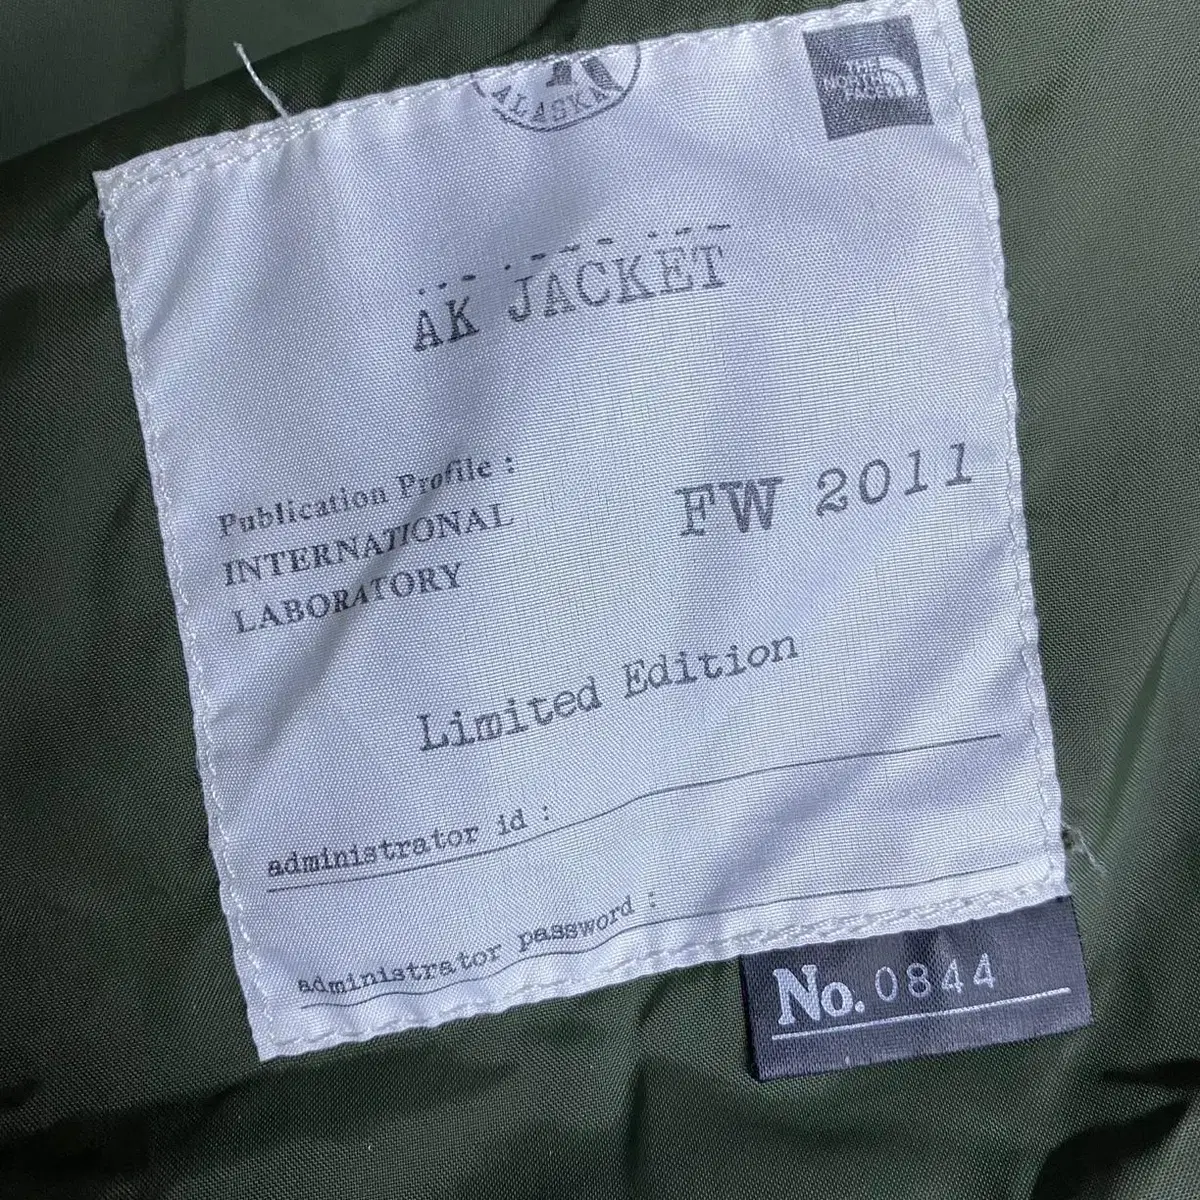 ALASKA
THE
NORTH
FACE
AK JACKET
Publication Profile :
INTERNATIONAL
LABORATORY
FW 2011
Limited Edition
administrator id :
administrator password :
No. 0844